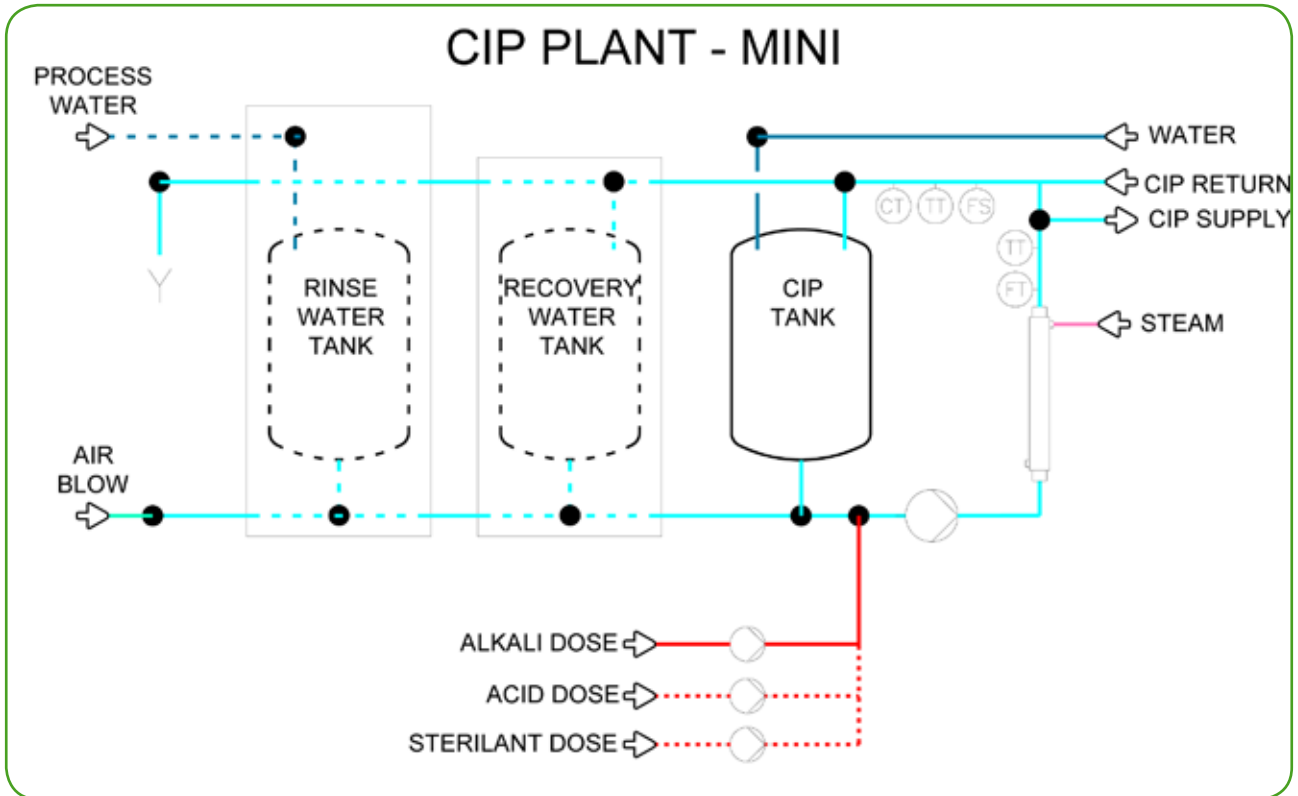 CIP PLANT - MINI
PROCESS
WATER
WATER
CIP RETURN
CIP SUPPLY
CT
TT
FS
TT
FT
RINSE
WATER
TANK
RECOVERY
WATER
TANK
CIP
TANK
STEAM
AIR
BLOW
ALKALI DOSE
ACID DOSE
STERILANT DOSE